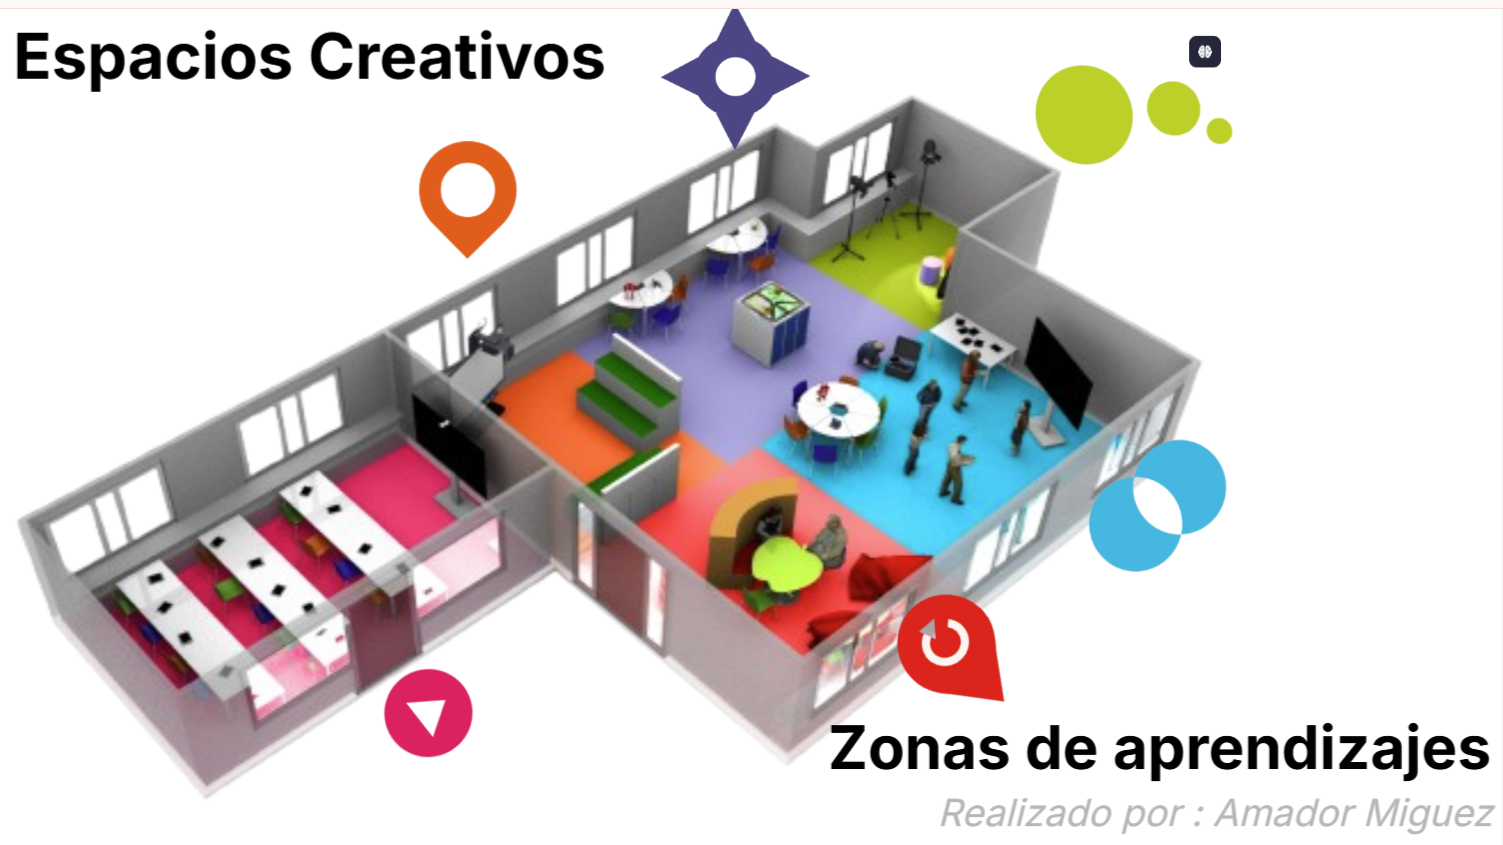 Espacios Creativos
Zonas de aprendizajes
Realizado por : Amador Miguez